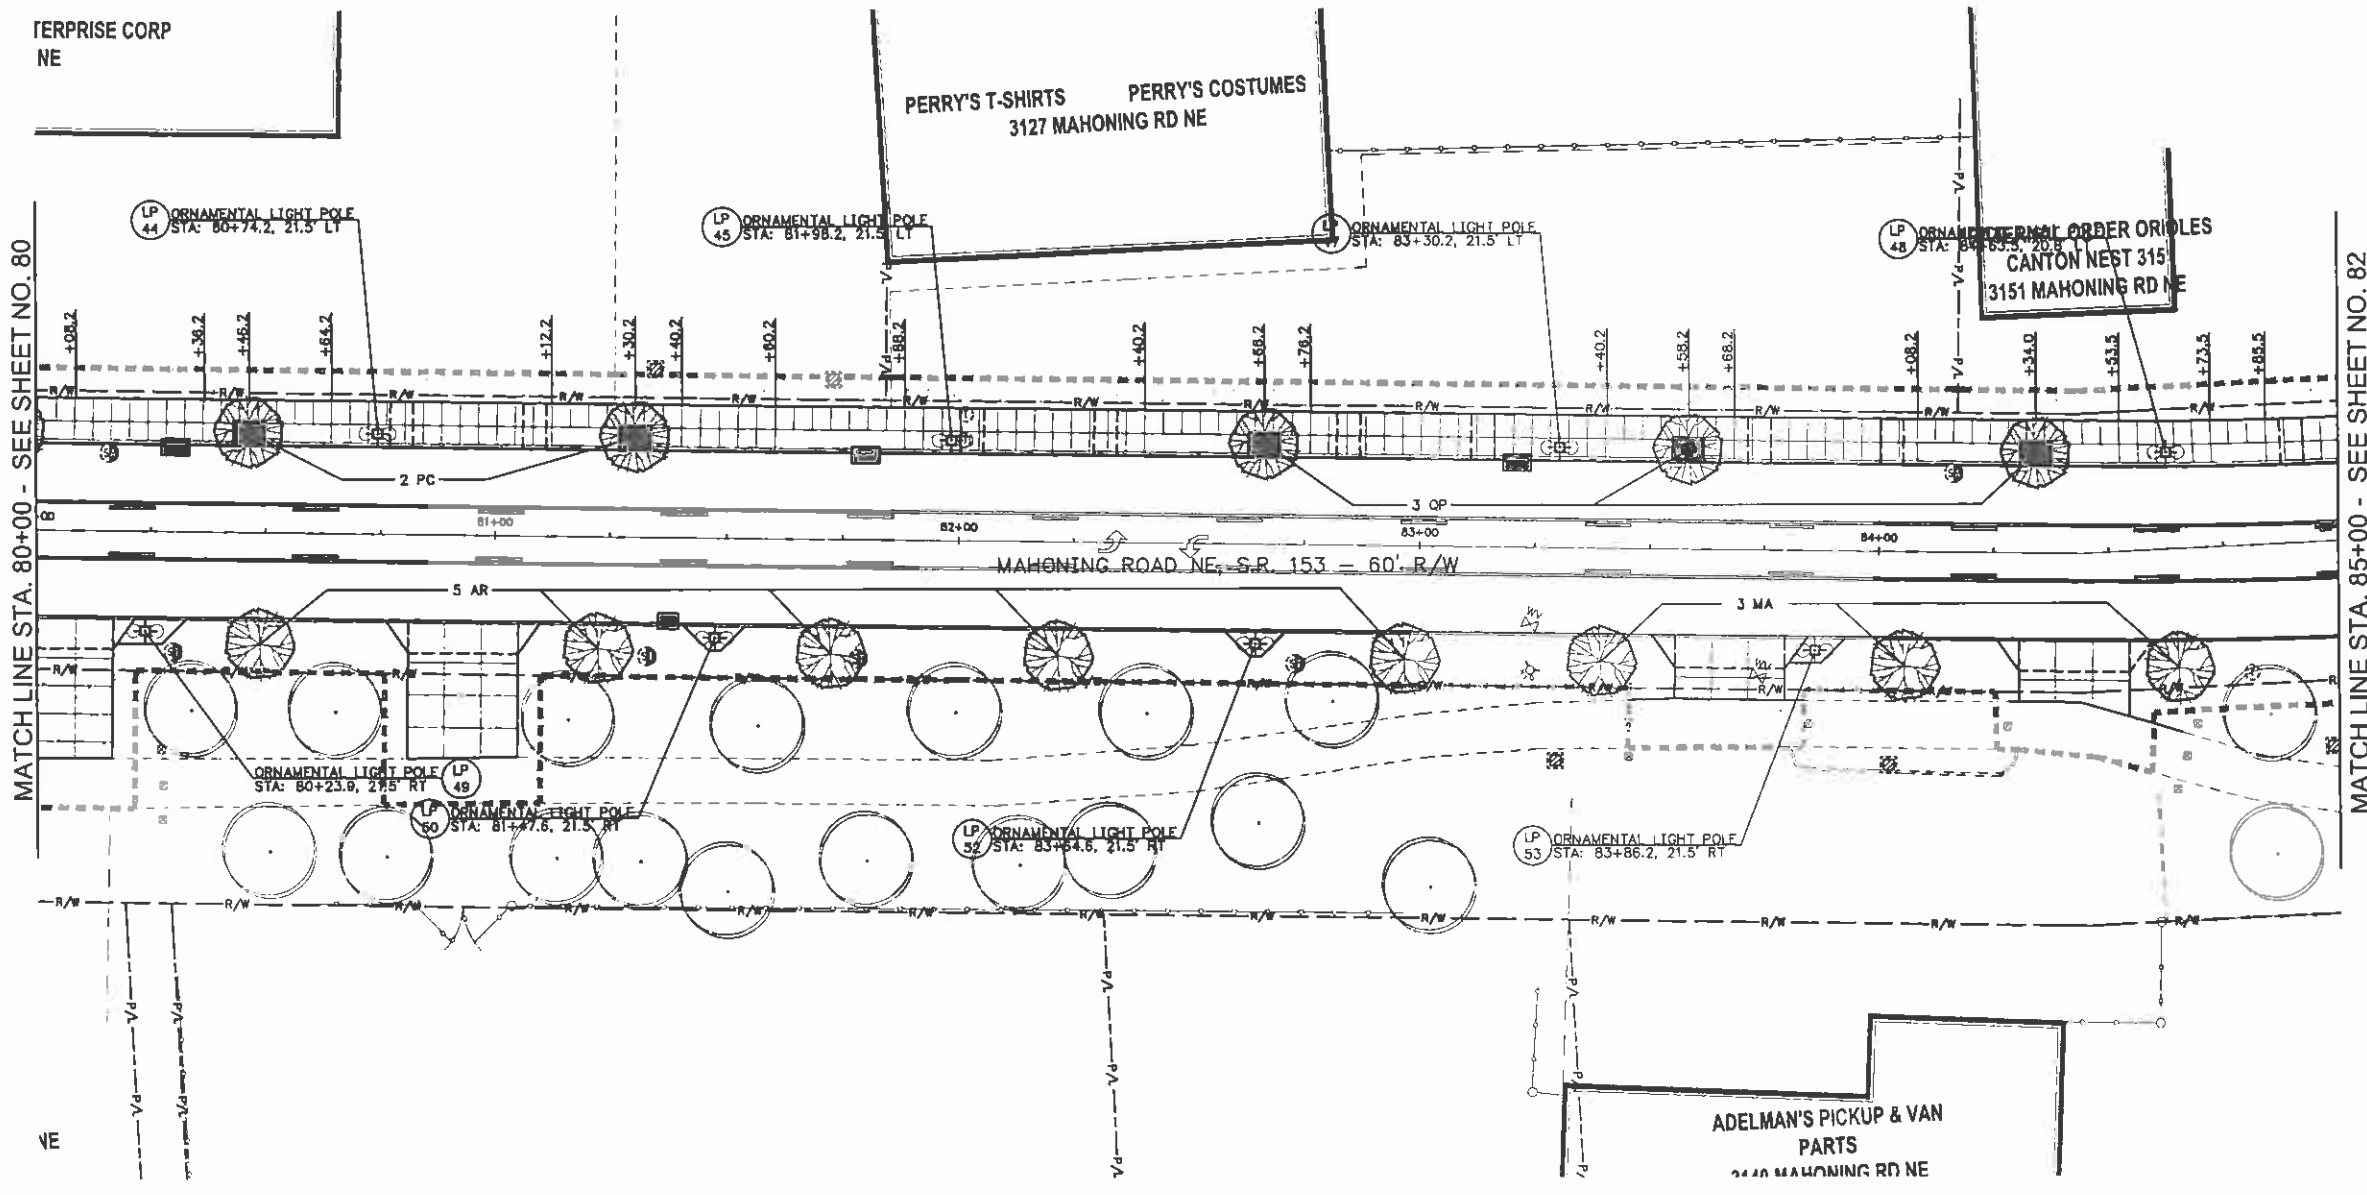 TERPRISE CORP
NE
PERRY'S T-SHIRTS PERRY'S COSTUMES
3127 MAHONING RD NE
LP 44 ORNAMENTAL LIGHT POLE
STA: 80+74.2, 21.5' LT
LP 45 ORNAMENTAL LIGHT POLE
STA: 81+98.2, 21.5' LT
ORNAMENTAL LIGHT POLE
STA: 83+30.2, 21.5' LT
LP 48
ORDER ORIOLES
CANTON NEST 315
3151 MAHONING RD NE
MATCH LINE STA. 80+00 - SEE SHEET NO. 80
MATCH LINE STA. 85+00 - SEE SHEET NO. 82
+08.2 +36.2 +46.2 +64.2 +12.2 +30.2 +40.2 +60.2 +88.2 +40.2 +66.2 +76.2 +40.2 +58.2 +68.2 +08.2 +34.0 +53.5 +73.5 +85.5
P/L P/L P/L P/L
R/W R/W R/W R/W R/W R/W R/W R/W R/W R/W R/W R/W R/W
2 PC
3 QP
81+00 82+00 83+00 84+00
MAHONING ROAD NE, S.R. 153 – 60' R/W
5 AR
3 MA
R/W R/W R/W R/W R/W R/W R/W R/W
ORNAMENTAL LIGHT POLE LP 49
STA: 80+23.9, RT
ORNAMENTAL LIGHT POLE
STA: 81+47.6, 21.5' RT
LP 52 ORNAMENTAL LIGHT POLE
STA: 83+64.6, 21.5' RT
LP 53 ORNAMENTAL LIGHT POLE
STA: 83+86.2, 21.5' RT
R/W R/W R/W R/W R/W R/W R/W R/W R/W R/W R/W R/W R/W
P/L P/L P/L P/L
P/L P/L P/L P/L
NE
ADELMAN'S PICKUP & VAN
PARTS
MAHONING RD NE